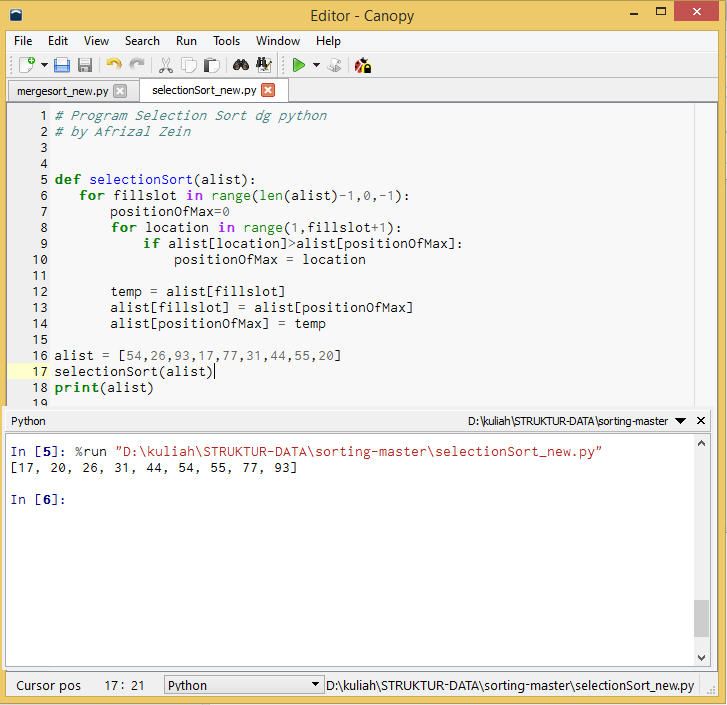 Editor - Canopy
File Edit View Search Run Tools Window Help
mergesort_new.py selectionSort_new.py
1 # Program Selection Sort dg python
2 # by Afrizal Zein
3
4
5 def selectionSort(alist):
6 for fillslot in range(len(alist)-1,0,-1):
7 positionOfMax=0
8 for location in range(1,fillslot+1):
9 if alist[location]>alist[positionOfMax]:
10 positionOfMax = location
11
12 temp = alist[fillslot]
13 alist[fillslot] = alist[positionOfMax]
14 alist[positionOfMax] = temp
15
16 alist = [54,26,93,17,77,31,44,55,20]
17 selectionSort(alist)
18 print(alist)
19
Python D:\kuliah\STRUKTUR-DATA\sorting-master
In [5]: %run "D:\kuliah\STRUKTUR-DATA\sorting-master\selectionSort_new.py"
[17, 20, 26, 31, 44, 54, 55, 77, 93]
In [6]:
Cursor pos 17 : 21 Python D:\kuliah\STRUKTUR-DATA\sorting-master\selectionSort_new.py